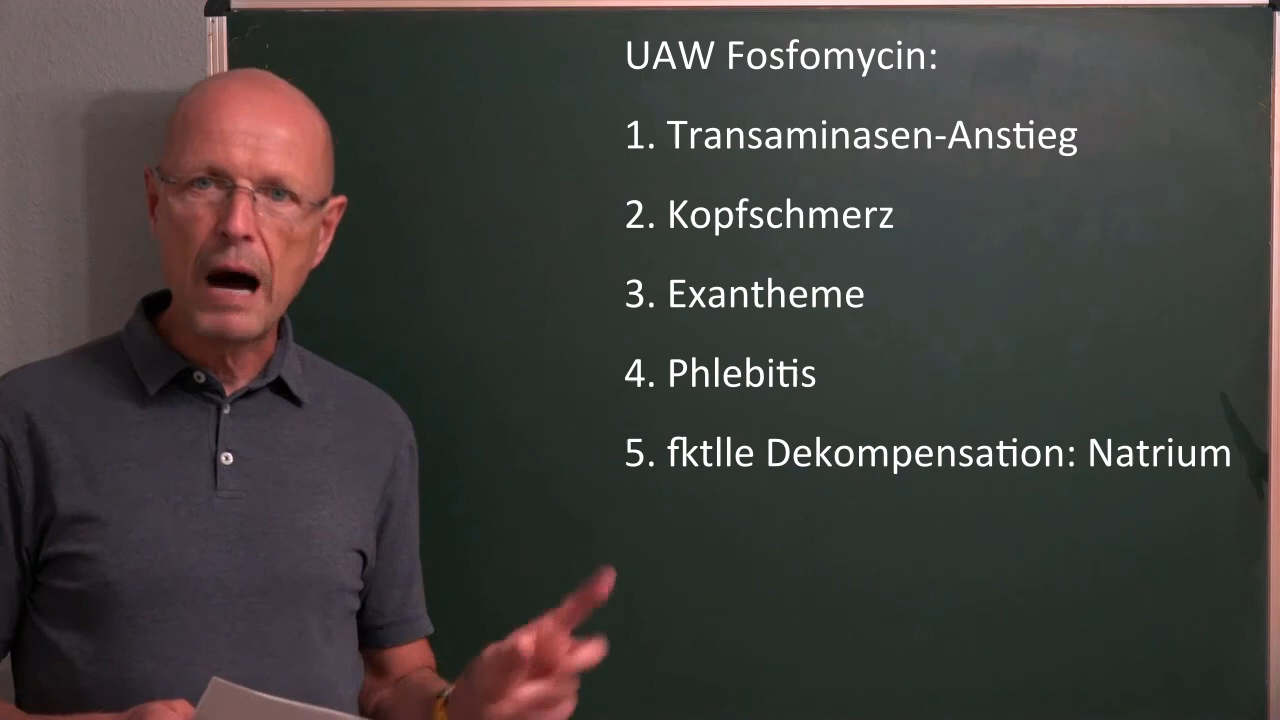 UAW Fosfomycin:
1. Transaminasen-Anstieg
2. Kopfschmerz
3. Exantheme
4. Phlebitis
5. fktlle Dekompensation: Natrium